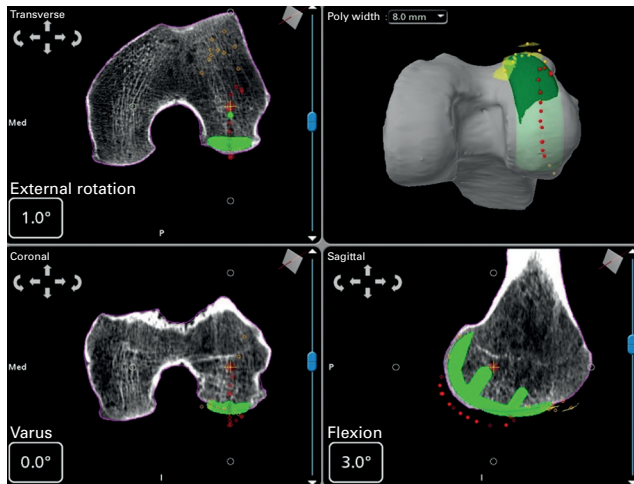 Transverse
Med
External rotation
1.0°
P
Poly width : 8.0 mm
Coronal
Med
Varus
0.0°
I
Sagittal
P
Flexion
3.0°
I